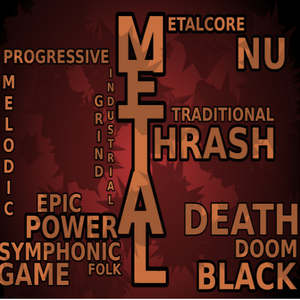 METAL
METALCORE
NU
PROGRESSIVE
MELODIC
INDUSTRIAL
GRIND
TRADITIONAL
THRASH
EPIC
POWER
SYMPHONIC
FOLK
GAME
DEATH
DOOM
BLACK